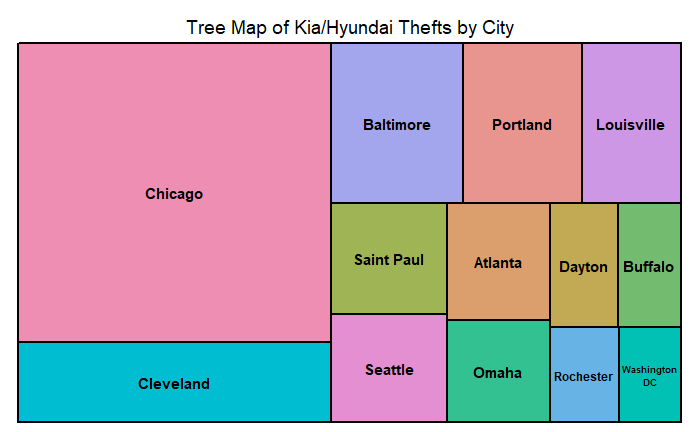 Tree Map of Kia/Hyundai Thefts by City
Chicago
Cleveland
Baltimore
Portland
Louisville
Saint Paul
Seattle
Atlanta
Omaha
Dayton
Buffalo
Rochester
Washington
DC